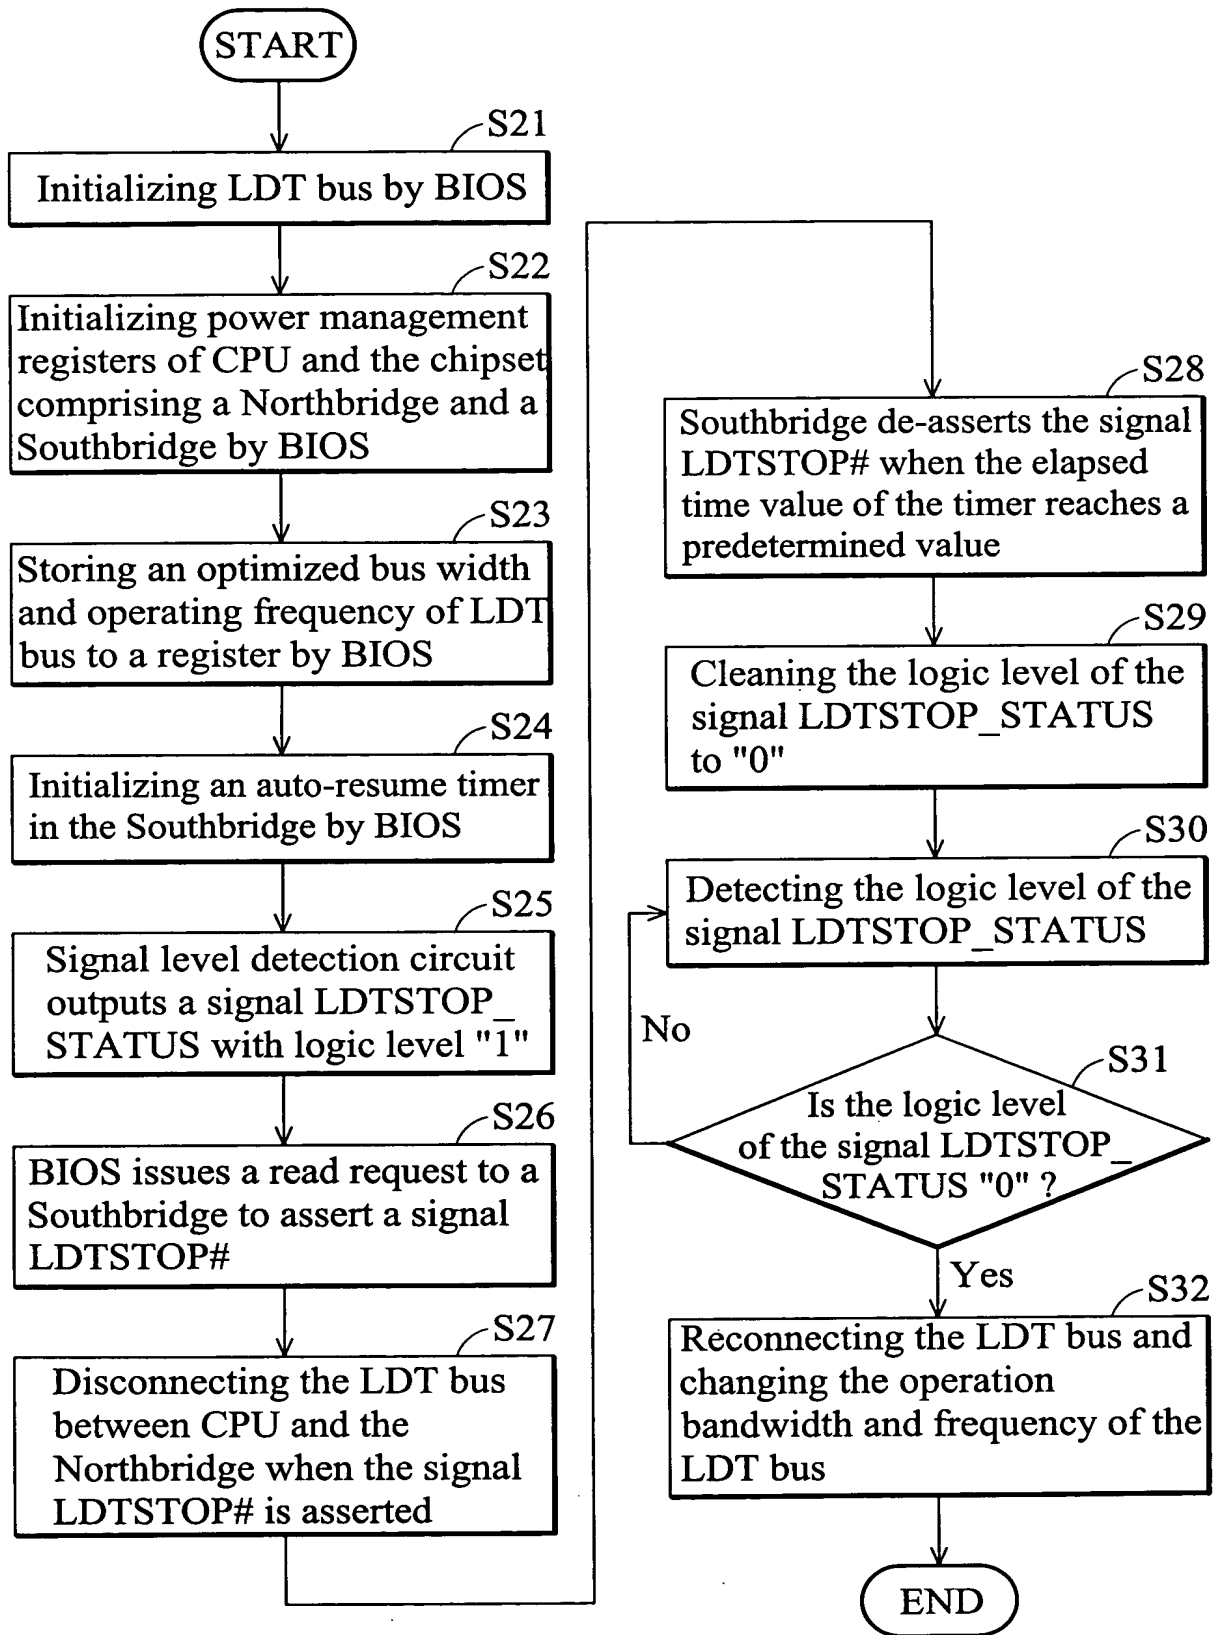 START
S21
Initializing LDT bus by BIOS
S22
Initializing power management
registers of CPU and the chipset
comprising a Northbridge and a
Southbridge by BIOS
S23
Storing an optimized bus width
and operating frequency of LDT
bus to a register by BIOS
S24
Initializing an auto-resume timer
in the Southbridge by BIOS
S25
Signal level detection circuit
outputs a signal LDTSTOP_
STATUS with logic level "1"
S26
BIOS issues a read request to a
Southbridge to assert a signal
LDTSTOP#
S27
Disconnecting the LDT bus
between CPU and the
Northbridge when the signal
LDTSTOP# is asserted
S28
Southbridge de-asserts the signal
LDTSTOP# when the elapsed
time value of the timer reaches a
predetermined value
S29
Cleaning the logic level of the
signal LDTSTOP_STATUS
to "0"
S30
Detecting the logic level of the
signal LDTSTOP_STATUS
No
S31
Is the logic level
of the signal LDTSTOP_
STATUS "0" ?
Yes
S32
Reconnecting the LDT bus and
changing the operation
bandwidth and frequency of the
LDT bus
END